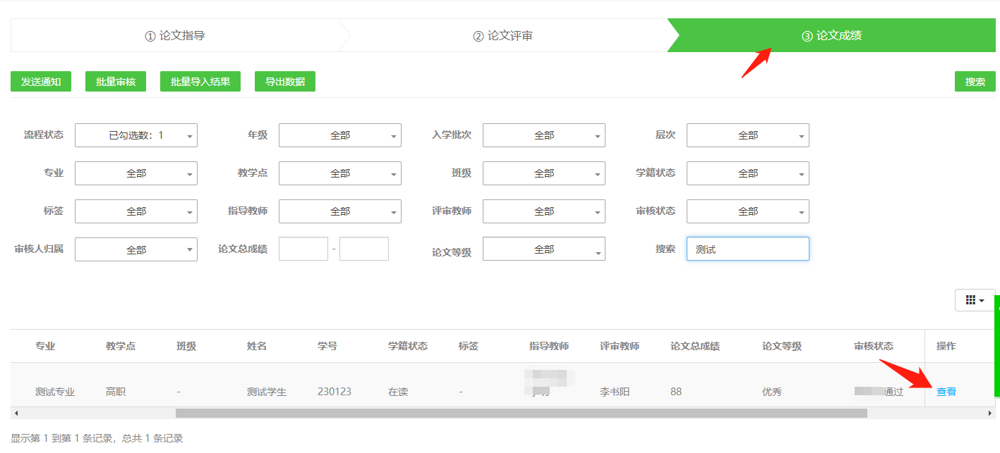 ① 论文指导 ② 论文评审 ③ 论文成绩
发送通知 批量审核 批量导入结果 导出数据 搜索
流程状态 已勾选数：1 年级 全部 入学批次 全部 层次 全部
专业 全部 教学点 全部 班级 全部 学籍状态 全部
标签 全部 指导教师 全部 评审教师 全部 审核状态 全部
审核人归属 全部 论文总成绩 - 论文等级 全部 搜索 测试
专业 教学点 班级 姓名 学号 学籍状态 标签 指导教师 评审教师 论文总成绩 论文等级 审核状态 操作
测试专业 高职 - 测试学生 230123 在读 - 李书阳 88 优秀 通过 查看
显示第 1 到第 1 条记录，总共 1 条记录